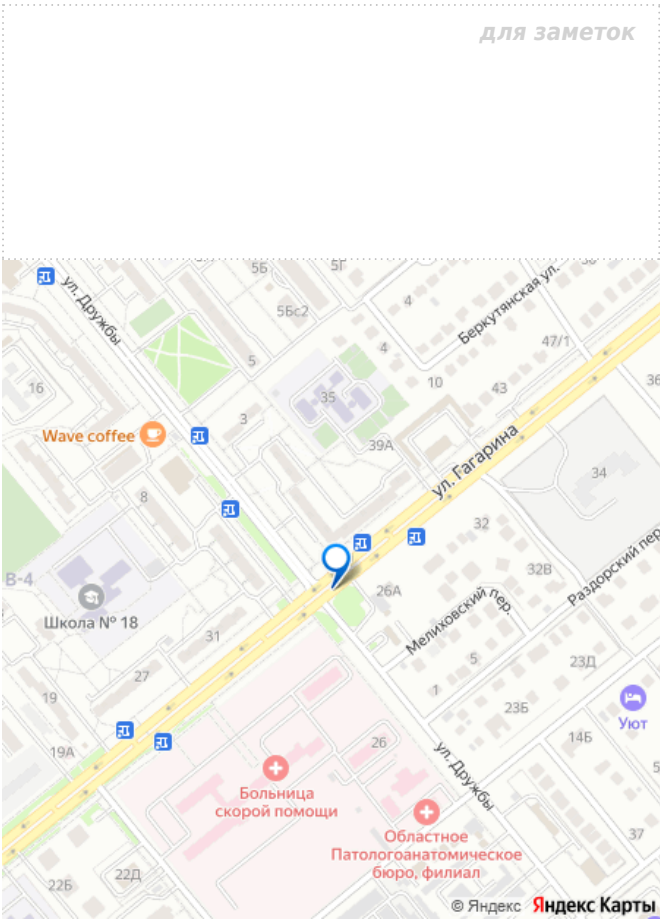 для заметок
5Б
5Г
ул. Дружбы
5Бс2
4
Беркутянская ул.
47/1
5
4
16
35
10
43
36
3
Wave coffee
39А
ул. Гагарина
34
8
32
В-4
32В
Раздорский пер.
26А
Школа № 18
Мелиховский пер.
31
5
23Д
27
1
19
23Б
Уют
14Б
19А
26
ул. Дружбы
Больница
скорой помощи
37
Областное
Патологоанатомическое
бюро, филиал
22Д
22Б
© Яндекс Яндекс Карты